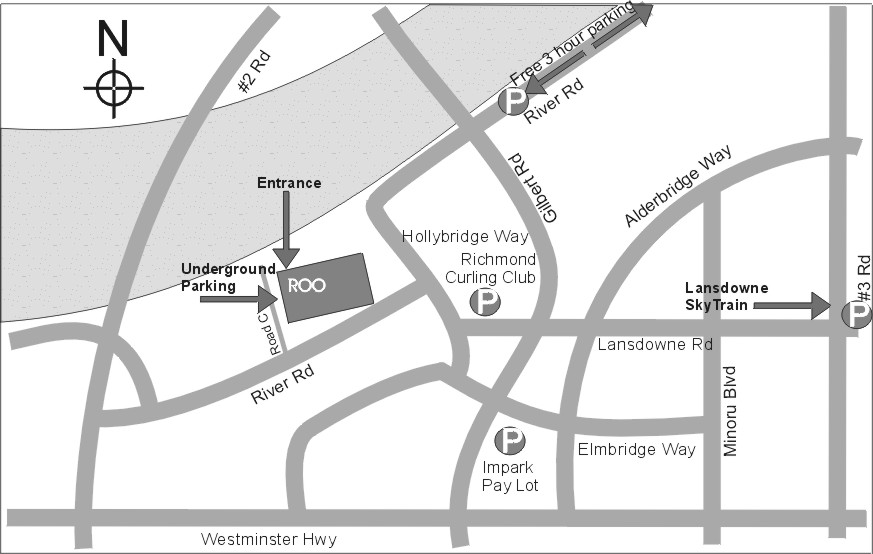 N
#2 Rd
Free 3 hour parking
P
River Rd
Gilbert Rd
Alderbridge Way
Entrance
Hollybridge Way
Richmond
Curling Club
P
Underground
Parking
ROO
Road C
Lansdowne
SkyTrain
#3 Rd
P
Lansdowne Rd
River Rd
Minoru Blvd
P
Impark
Pay Lot
Elmbridge Way
Westminster Hwy